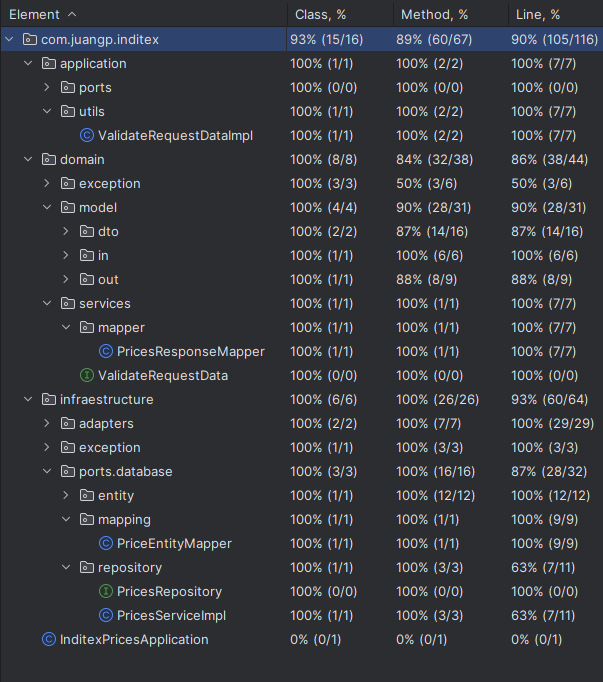 Element Class, % Method, % Line, %
com.juangp.inditex 93% (15/16) 89% (60/67) 90% (105/116)
application 100% (1/1) 100% (2/2) 100% (7/7)
ports 100% (0/0) 100% (0/0) 100% (0/0)
utils 100% (1/1) 100% (2/2) 100% (7/7)
ValidateRequestDataImpl 100% (1/1) 100% (2/2) 100% (7/7)
domain 100% (8/8) 84% (32/38) 86% (38/44)
exception 100% (3/3) 50% (3/6) 50% (3/6)
model 100% (4/4) 90% (28/31) 90% (28/31)
dto 100% (2/2) 87% (14/16) 87% (14/16)
in 100% (1/1) 100% (6/6) 100% (6/6)
out 100% (1/1) 88% (8/9) 88% (8/9)
services 100% (1/1) 100% (1/1) 100% (7/7)
mapper 100% (1/1) 100% (1/1) 100% (7/7)
PricesResponseMapper 100% (1/1) 100% (1/1) 100% (7/7)
ValidateRequestData 100% (0/0) 100% (0/0) 100% (0/0)
infraestructure 100% (6/6) 100% (26/26) 93% (60/64)
adapters 100% (2/2) 100% (7/7) 100% (29/29)
exception 100% (1/1) 100% (3/3) 100% (3/3)
ports.database 100% (3/3) 100% (16/16) 87% (28/32)
entity 100% (1/1) 100% (12/12) 100% (12/12)
mapping 100% (1/1) 100% (1/1) 100% (9/9)
PriceEntityMapper 100% (1/1) 100% (1/1) 100% (9/9)
repository 100% (1/1) 100% (3/3) 63% (7/11)
PricesRepository 100% (0/0) 100% (0/0) 100% (0/0)
PricesServiceImpl 100% (1/1) 100% (3/3) 63% (7/11)
InditexPricesApplication 0% (0/1) 0% (0/1) 0% (0/1)